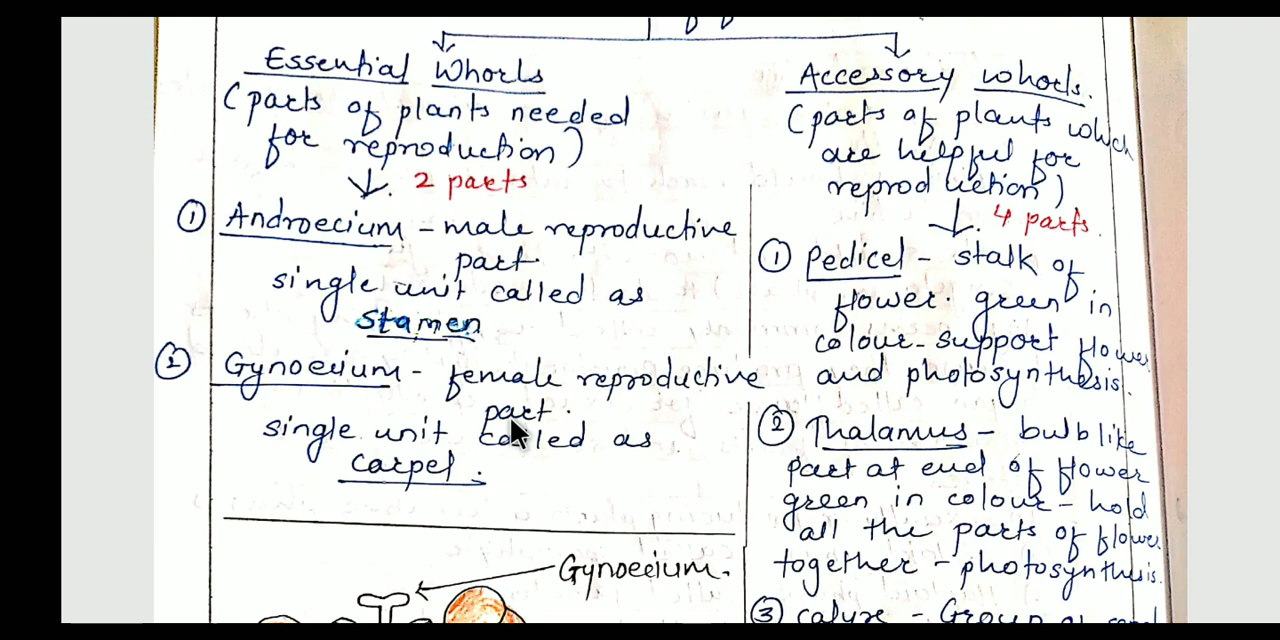 Essential Whorls
(parts of plants needed
for reproduction)
2 parts
① Androecium - male reproductive
part.
single unit called as
stamen
② Gynoecium - female reproductive
part.
single unit called as
carpel.
Gynoecium.
Accessory whorls.
(parts of plants which
are helpful for
reproduction)
4 parts.
① Pedicel - stalk of
flower. green in
colour - support flower
and photosynthesis.
② Thalamus - bulb like
part at end of flower
green in colour - hold
all the parts of flower
together - photosynthesis.
③ calyx - Group of